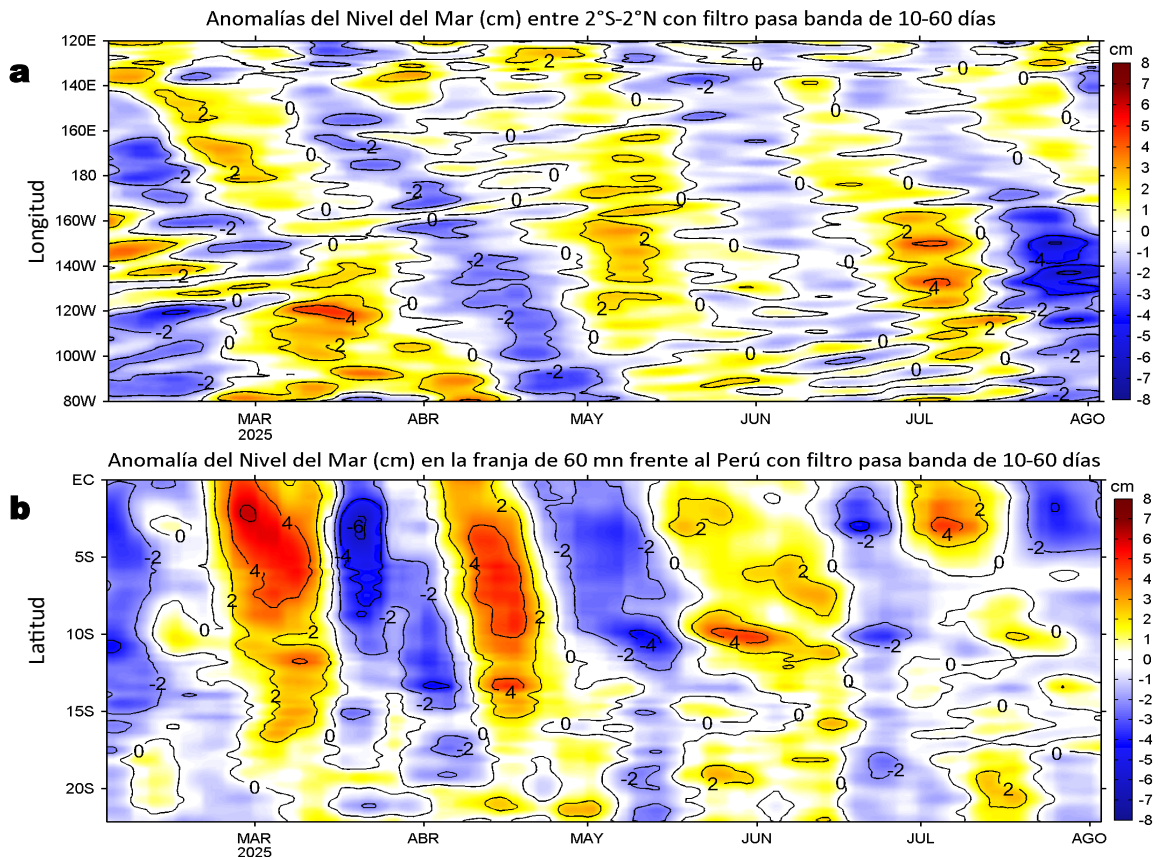 Anomalías del Nivel del Mar (cm) entre 2°S-2°N con filtro pasa banda de 10-60 días
a
Longitud
120E
140E
160E
180
160W
140W
120W
100W
80W
MAR
2025
ABR
MAY
JUN
JUL
AGO
cm
8
7
6
5
4
3
2
1
0
-1
-2
-3
-4
-5
-6
-7
-8
Anomalía del Nivel del Mar (cm) en la franja de 60 mn frente al Perú con filtro pasa banda de 10-60 días
b
Latitud
EC
5S
10S
15S
20S
MAR
2025
ABR
MAY
JUN
JUL
AGO
cm
8
7
6
5
4
3
2
1
0
-1
-2
-3
-4
-5
-6
-7
-8